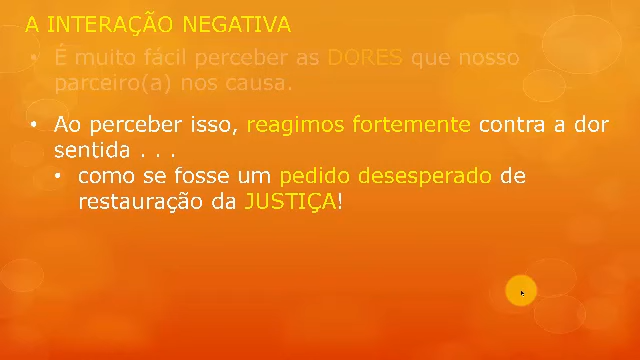 A INTERAÇÃO NEGATIVA
• É muito fácil perceber as DORES que nosso
parceiro(a) nos causa.
• Ao perceber isso, reagimos fortemente contra a dor
sentida . . .
• como se fosse um pedido desesperado de
restauração da JUSTIÇA!